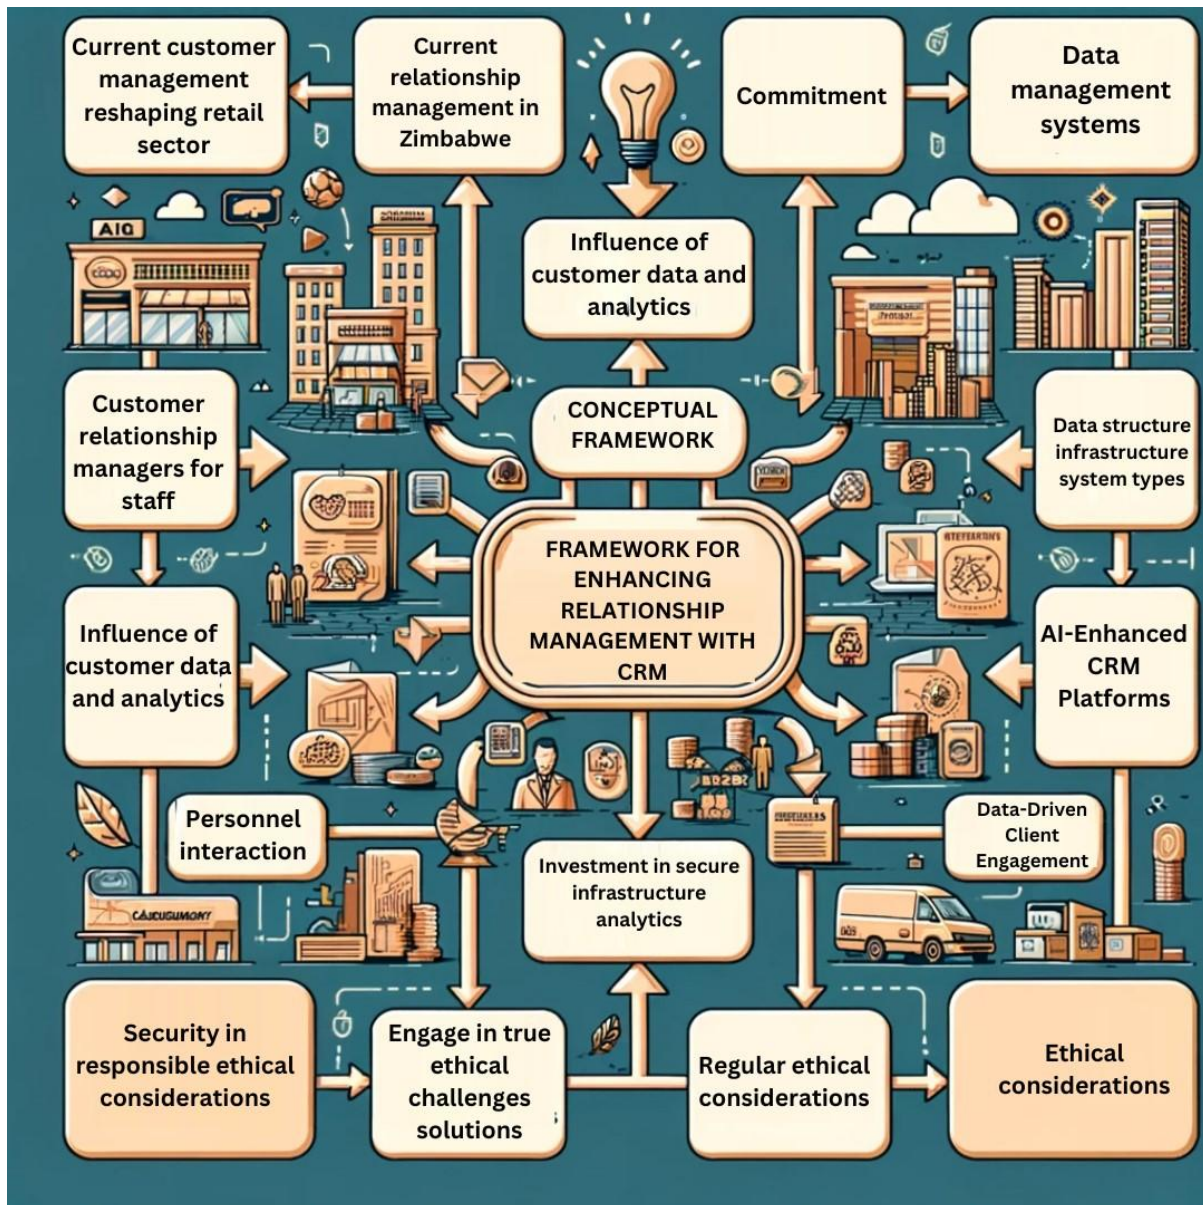 Current customer
management
reshaping retail
sector
Current
relationship
management in
Zimbabwe
Commitment
Data
management
systems
AIG
Influence of
customer data and
analytics
Customer
relationship
managers for
staff
CONCEPTUAL
FRAMEWORK
Data structure
infrastructure
system types
FRAMEWORK FOR
ENHANCING
RELATIONSHIP
MANAGEMENT WITH
CRM
Influence of
customer data
and analytics
AI-Enhanced
CRM
Platforms
Personnel
interaction
Data-Driven
Client
Engagement
Investment in secure
infrastructure
analytics
Security in
responsible ethical
considerations
Engage in true
ethical
challenges
solutions
Regular ethical
considerations
Ethical
considerations